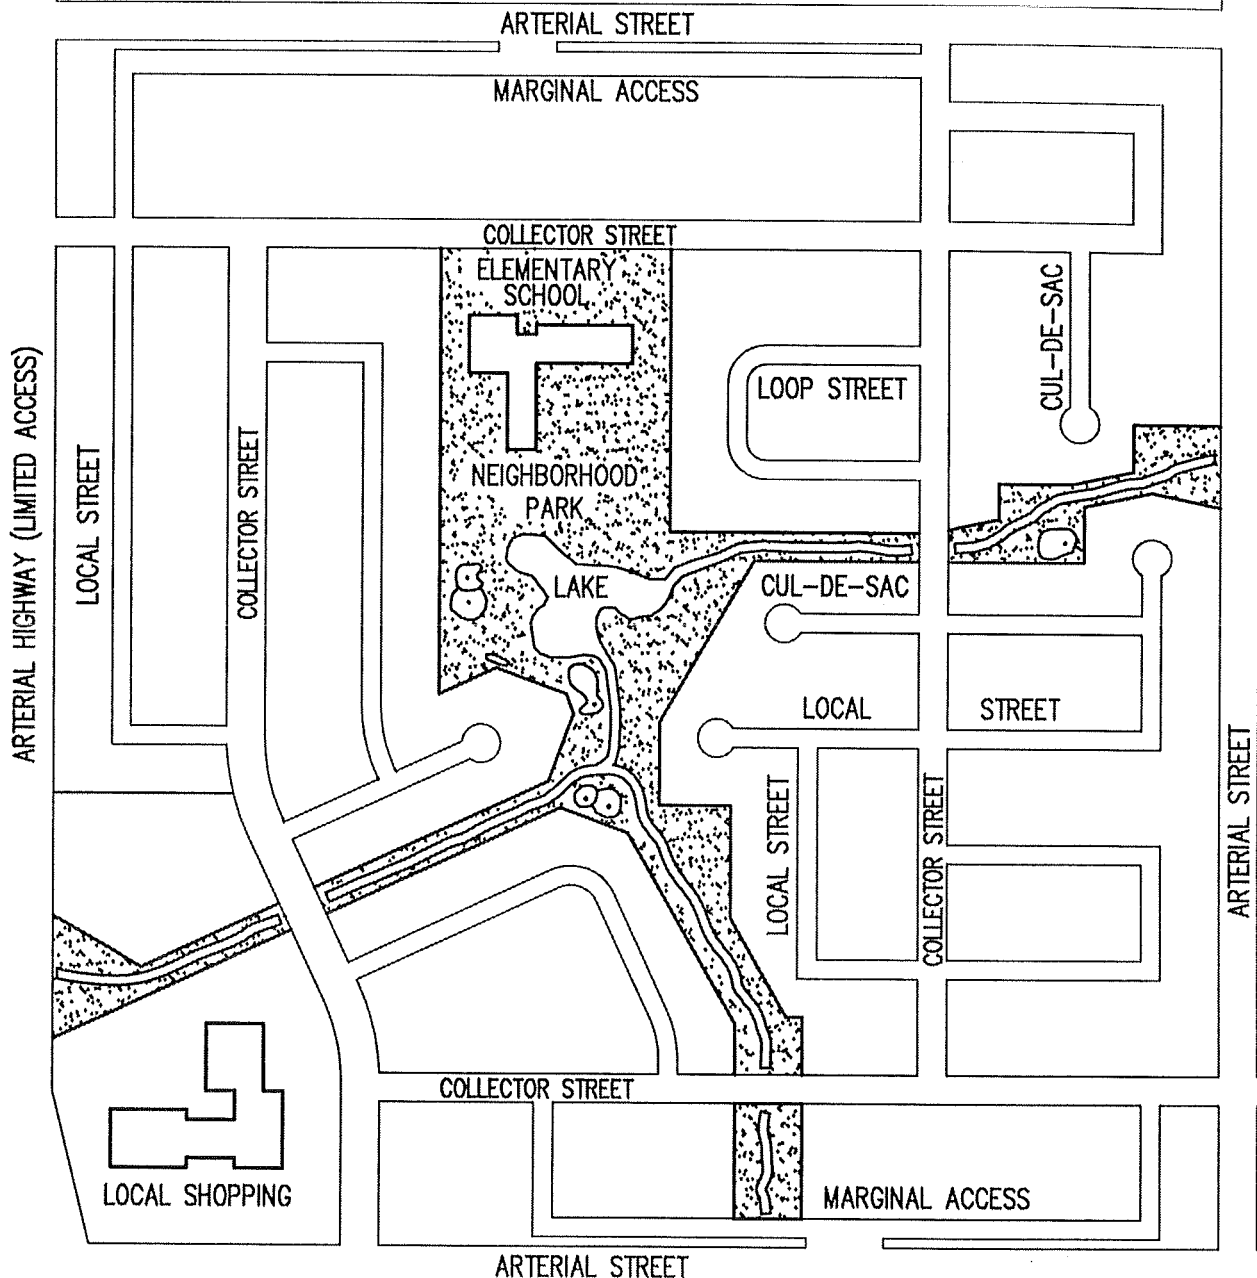 ARTERIAL STREET
MARGINAL ACCESS
COLLECTOR STREET
ELEMENTARY
SCHOOL
CUL-DE-SAC
LOOP STREET
ARTERIAL HIGHWAY (LIMITED ACCESS)
LOCAL STREET
COLLECTOR STREET
NEIGHBORHOOD
PARK
LAKE
CUL-DE-SAC
LOCAL STREET
LOCAL STREET
COLLECTOR STREET
ARTERIAL STREET
COLLECTOR STREET
LOCAL SHOPPING
MARGINAL ACCESS
ARTERIAL STREET